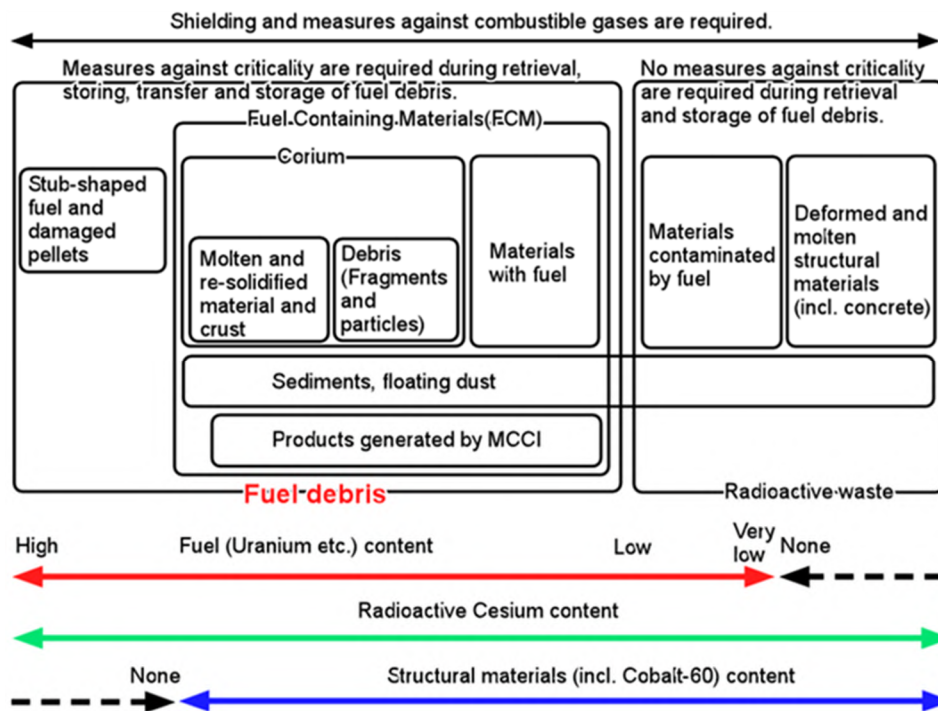 Shielding and measures against combustible gases are required.
Measures against criticality are required during retrieval,
storing, transfer and storage of fuel debris.
No measures against criticality
are required during retrieval
and storage of fuel debris.
Fuel-Containing-Materials(ECM)
Corium
Stub-shaped
fuel and
damaged
pellets
Molten and
re-solidified
material and
crust
Debris
(Fragments
and
particles)
Materials
with fuel
Materials
contaminated
by fuel
Deformed and
molten
structural
materials
(incl. concrete)
Sediments, floating dust
Products generated by MCCI
Fuel debris
Radioactive waste
High
Fuel (Uranium etc.) content
Low
Very
low
None
Radioactive Cesium content
None
Structural materials (incl. Cobalt-60) content